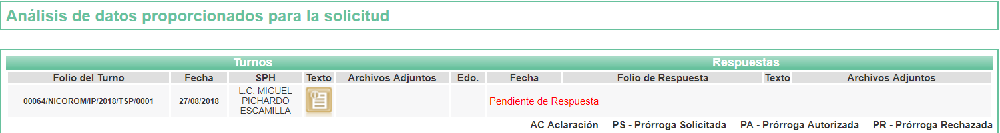 Análisis de datos proporcionados para la solicitud
Turnos Respuestas
Folio del Turno Fecha SPH Texto Archivos Adjuntos Edo. Fecha Folio de Respuesta Texto Archivos Adjuntos
00064/NICOROM/IP/2018/TSP/0001 27/08/2018 L.C. MIGUEL
PICHARDO
ESCAMILLA
Pendiente de Respuesta
AC Aclaración PS - Prórroga Solicitada PA - Prórroga Autorizada PR - Prórroga Rechazada